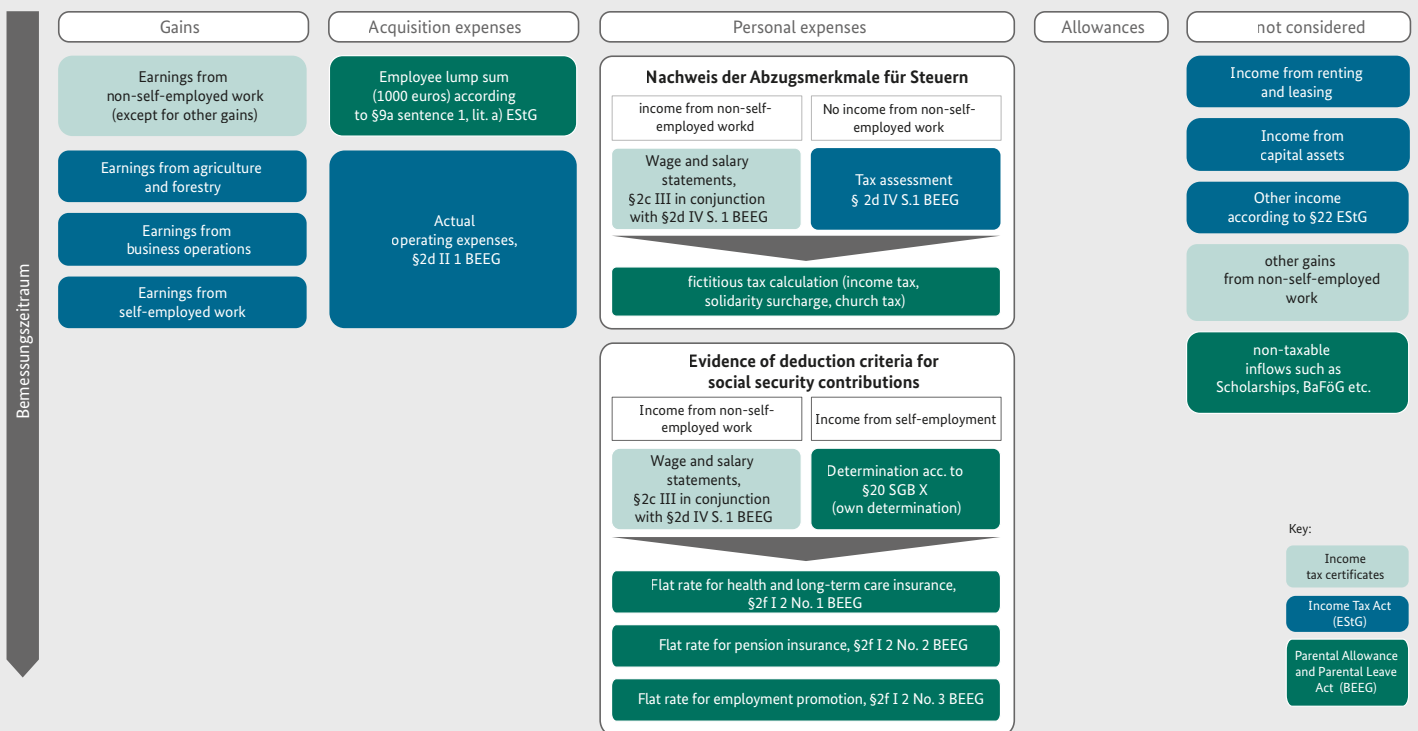 Bemessungszeitraum
Gains
Earnings from
non-self-employed work
(except for other gains)
Earnings from agriculture
and forestry
Earnings from
business operations
Earnings from
self-employed work
Acquisition expenses
Employee lump sum
(1000 euros) according
to §9a sentence 1, lit. a) EStG
Actual
operating expenses,
§2d II 1 BEEG
Personal expenses
Nachweis der Abzugsmerkmale für Steuern
income from non-self-
employed workd
No income from non-self-
employed work
Wage and salary
statements,
§2c III in conjunction
with §2d IV S. 1 BEEG
Tax assessment
§ 2d IV S.1 BEEG
fictitious tax calculation (income tax,
solidarity surcharge, church tax)
Evidence of deduction criteria for
social security contributions
Income from non-self-
employed work
Income from self-employment
Wage and salary
statements,
§2c III in conjunction
with §2d IV S. 1 BEEG
Determination acc. to
§20 SGB X
(own determination)
Flat rate for health and long-term care insurance,
§2f I 2 No. 1 BEEG
Flat rate for pension insurance, §2f I 2 No. 2 BEEG
Flat rate for employment promotion, §2f I 2 No. 3 BEEG
Allowances
not considered
Income from renting
and leasing
Income from
capital assets
Other income
according to §22 EStG
other gains
from non-self-employed
work
non-taxable
inflows such as
Scholarships, BaFöG etc.
Key:
Income
tax certificates
Income Tax Act
(EStG)
Parental Allowance
and Parental Leave
Act (BEEG)